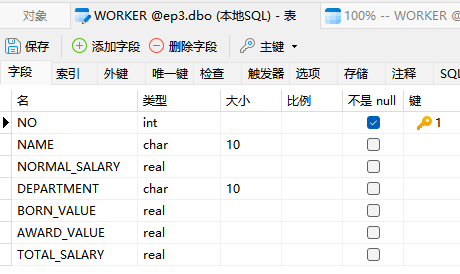 对象 WORKER @ep3.dbo (本地SQL) - 表 100% -- WORKER @
保存 添加字段 删除字段 主键
字段 索引 外键 唯一键 检查 触发器 选项 存储 注释 SQL
名 类型 大小 比例 不是 null 键
NO int 1
NAME char 10
NORMAL_SALARY real
DEPARTMENT char 10
BORN_VALUE real
AWARD_VALUE real
TOTAL_SALARY real